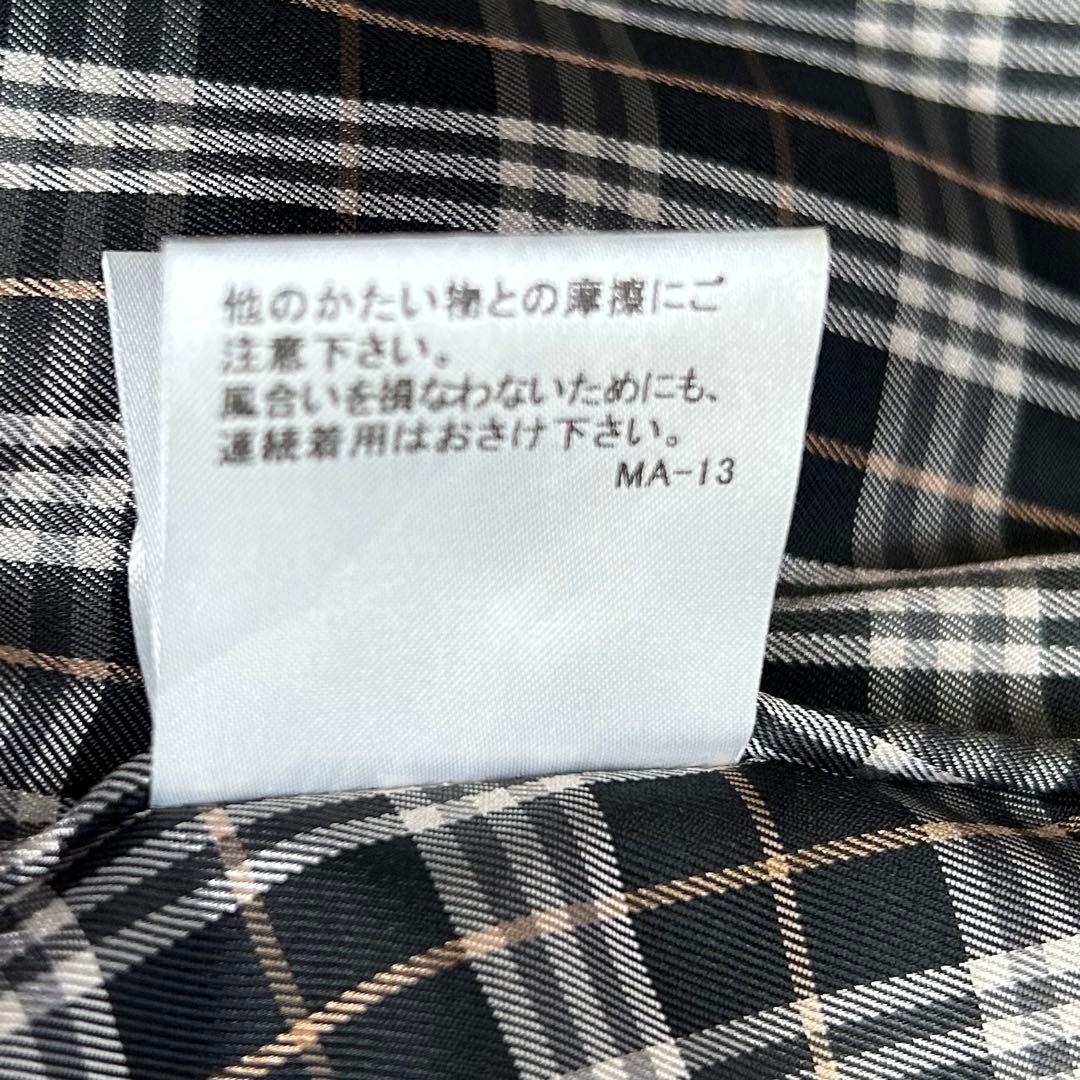 他のかたい物との摩擦にご
注意下さい。
風合いを損なわないためにも、
連続着用はおさけ下さい。
MA-13